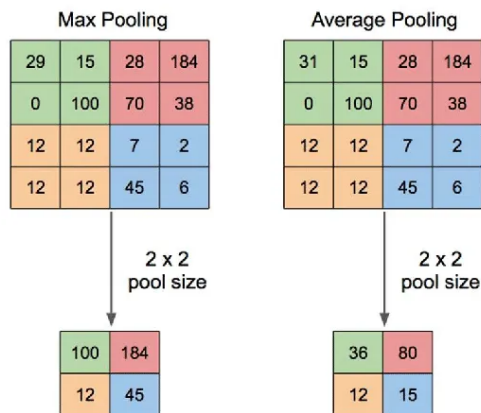 Max Pooling
29 15 28 184
0 100 70 38
12 12 7 2
12 12 45 6
2 x 2
pool size
100 184
12 45
Average Pooling
31 15 28 184
0 100 70 38
12 12 7 2
12 12 45 6
2 x 2
pool size
36 80
12 15